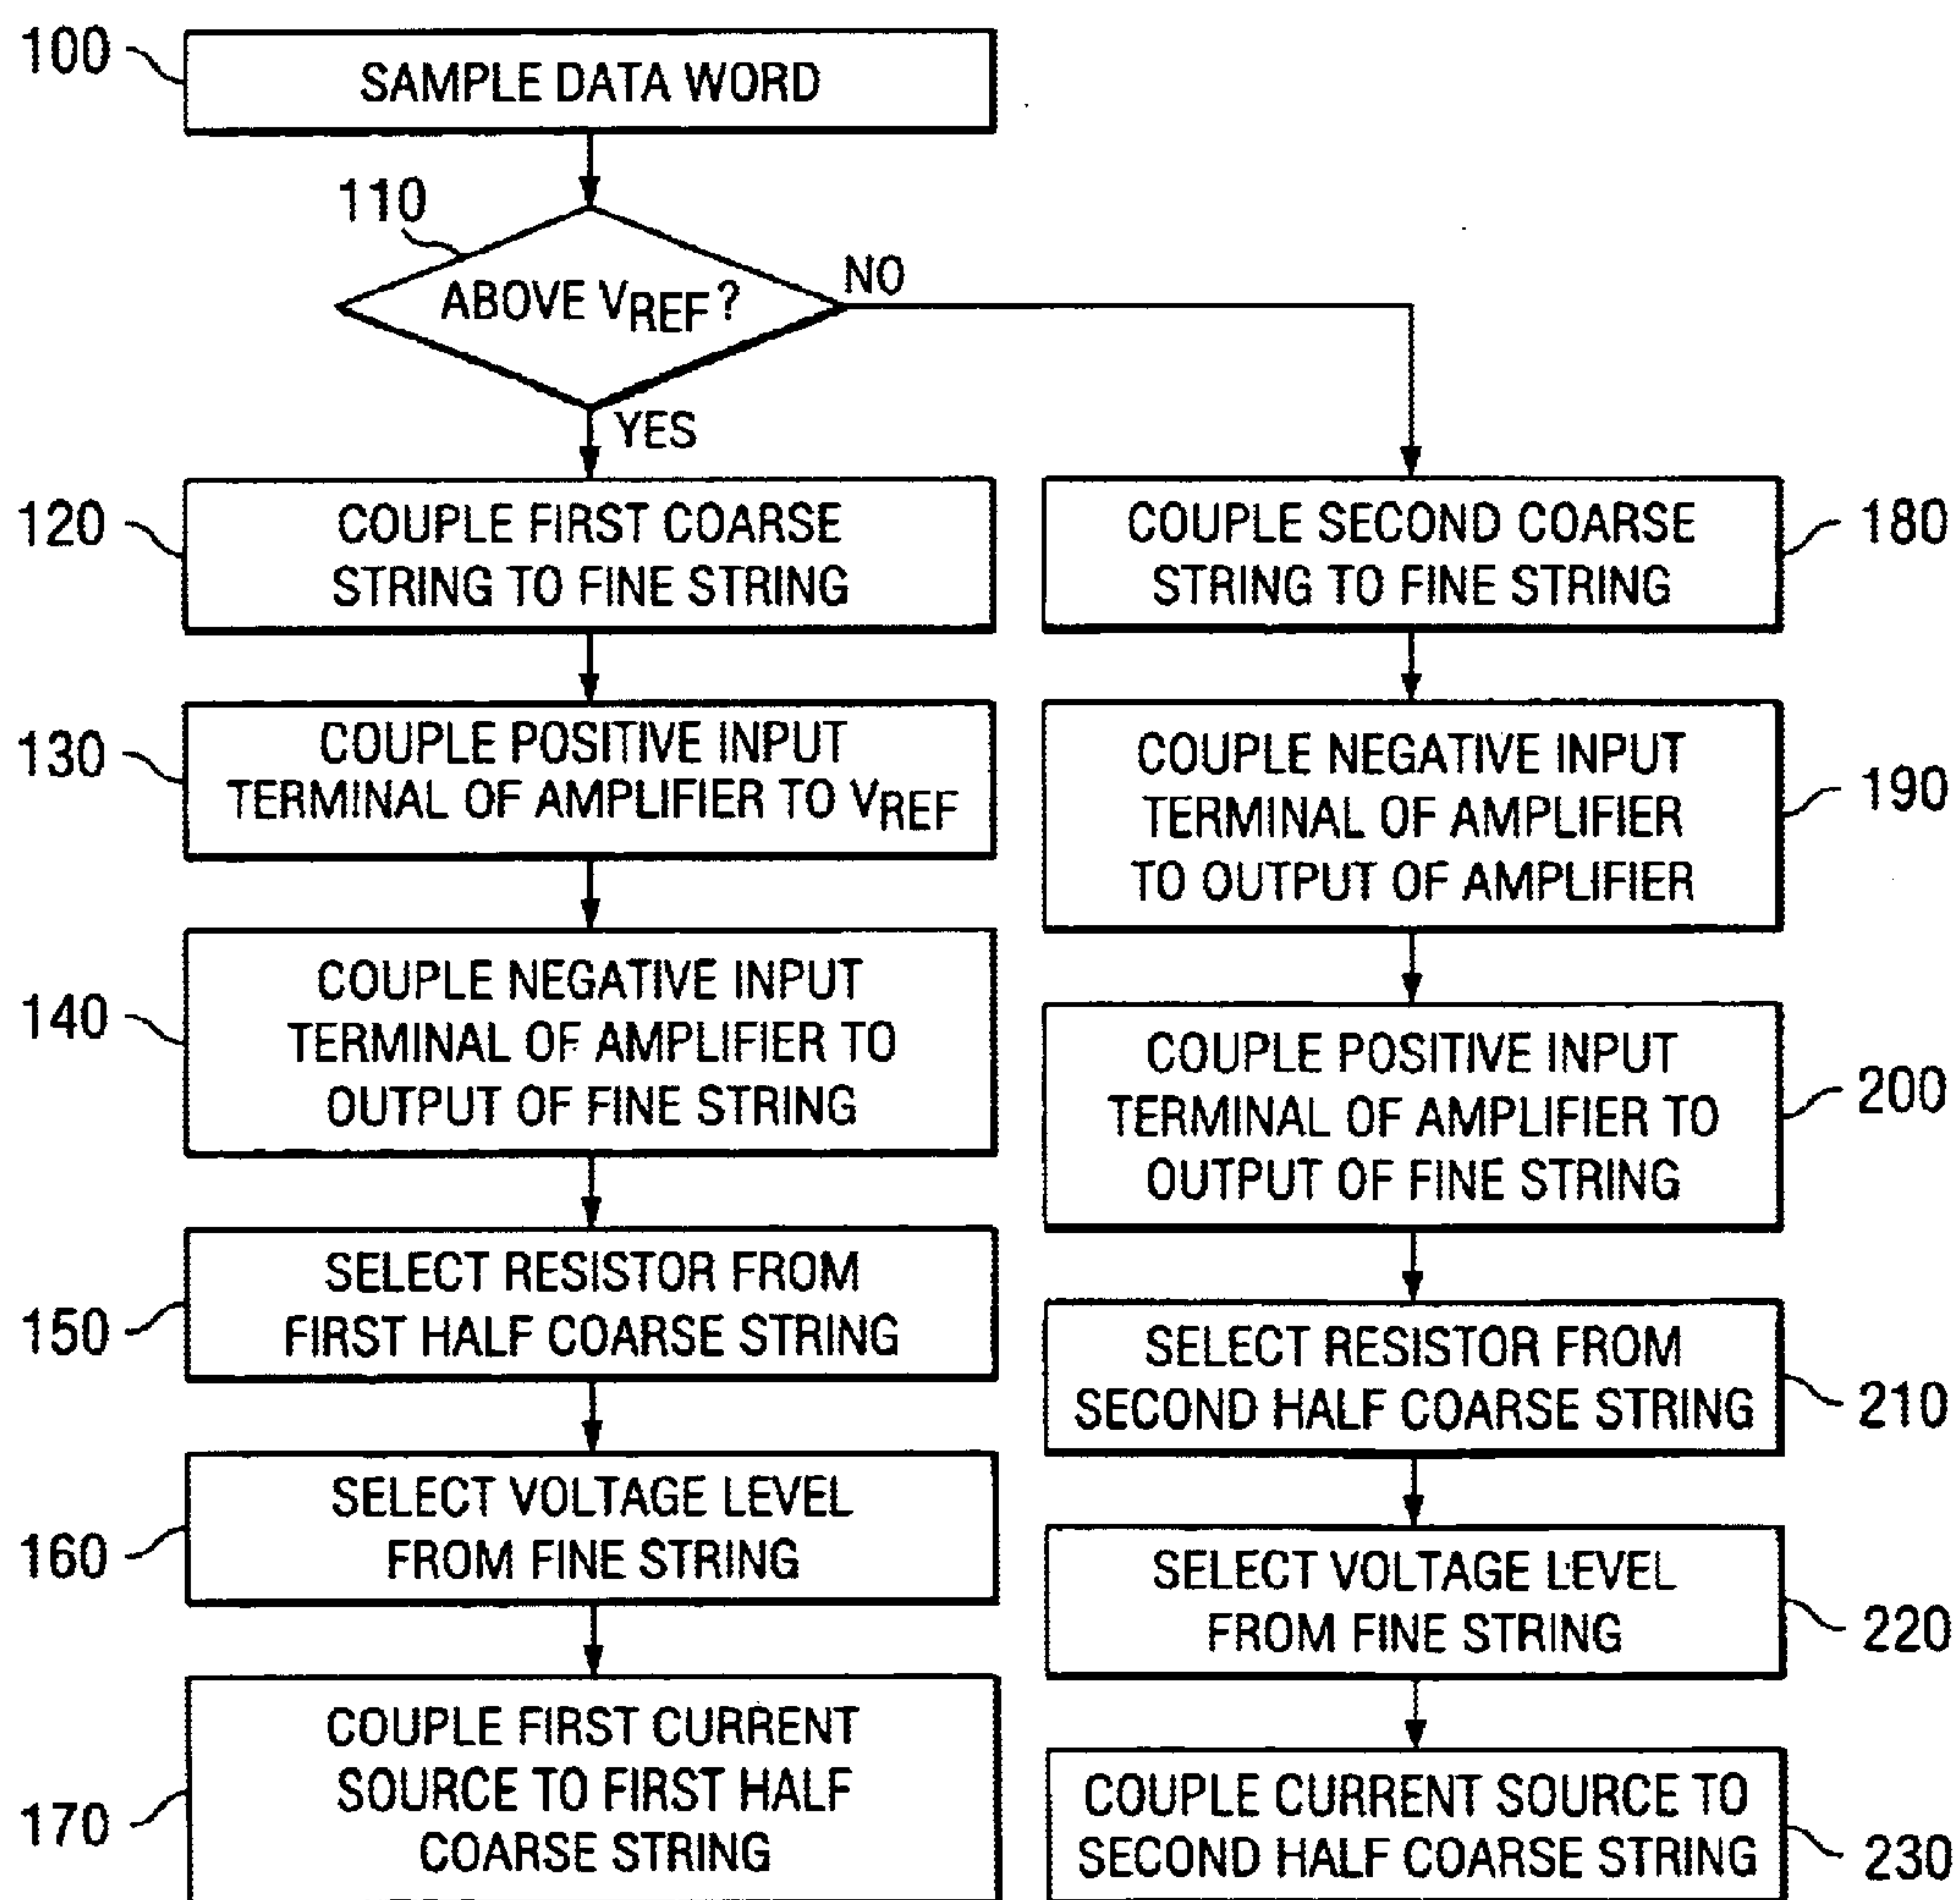 100
SAMPLE DATA WORD
110
ABOVE VREF?
NO
YES
120
COUPLE FIRST COARSE
STRING TO FINE STRING
130
COUPLE POSITIVE INPUT
TERMINAL OF AMPLIFIER TO VREF
140
COUPLE NEGATIVE INPUT
TERMINAL OF AMPLIFIER TO
OUTPUT OF FINE STRING
150
SELECT RESISTOR FROM
FIRST HALF COARSE STRING
160
SELECT VOLTAGE LEVEL
FROM FINE STRING
170
COUPLE FIRST CURRENT
SOURCE TO FIRST HALF
COARSE STRING
COUPLE SECOND COARSE
STRING TO FINE STRING
180
COUPLE NEGATIVE INPUT
TERMINAL OF AMPLIFIER
TO OUTPUT OF AMPLIFIER
190
COUPLE POSITIVE INPUT
TERMINAL OF AMPLIFIER TO
OUTPUT OF FINE STRING
200
SELECT RESISTOR FROM
SECOND HALF COARSE STRING
210
SELECT VOLTAGE LEVEL
FROM FINE STRING
220
COUPLE CURRENT SOURCE TO
SECOND HALF COARSE STRING
230